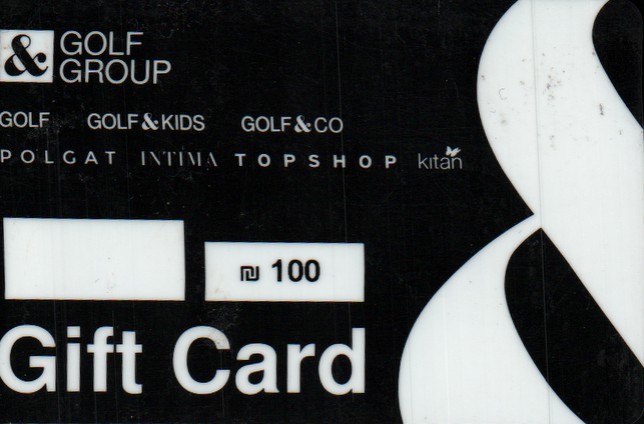 & GOLF
GROUP
GOLF GOLF&KIDS GOLF&CO
POLGAT INTIMA TOPSHOP kitan
₪ 100
Gift Card
&